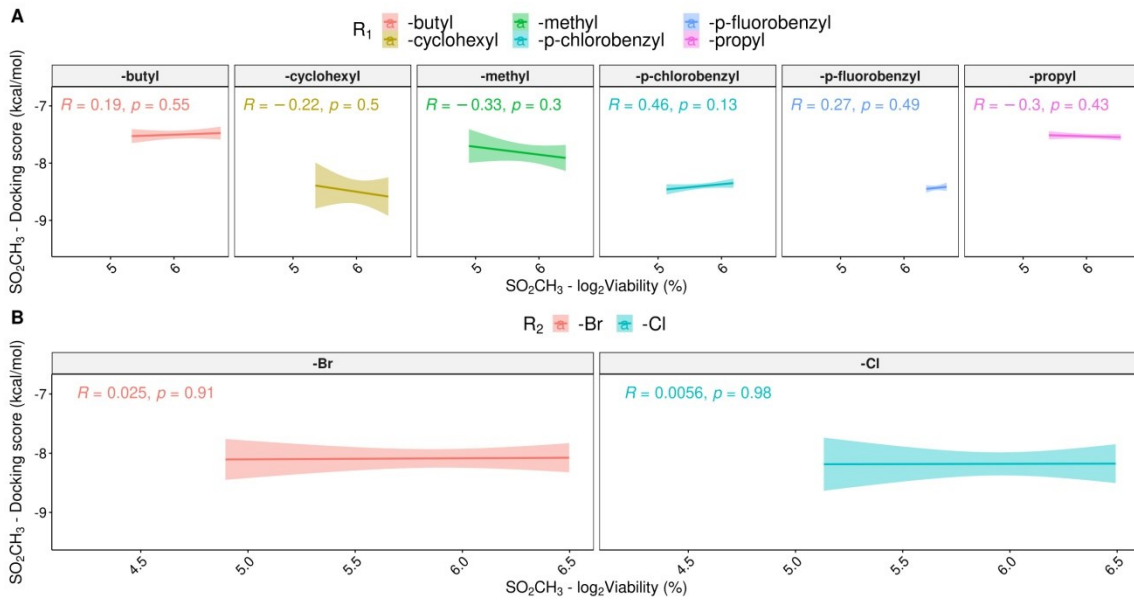 A
R₁ a -butyl a -methyl a -p-fluorobenzyl
a -cyclohexyl a -p-chlorobenzyl a -propyl
SO₂CH₃ - Docking score (kcal/mol)
-butyl -cyclohexyl -methyl -p-chlorobenzyl -p-fluorobenzyl -propyl
R = 0.19, p = 0.55 R = −0.22, p = 0.5 R = −0.33, p = 0.3 R = 0.46, p = 0.13 R = 0.27, p = 0.49 R = −0.3, p = 0.43
-7
-8
-9
5 6 5 6 5 6 5 6 5 6 5 6
SO₂CH₃ - log₂Viability (%)
B
R₂ a -Br a -Cl
SO₂CH₃ - Docking score (kcal/mol)
-Br -Cl
R = 0.025, p = 0.91 R = 0.0056, p = 0.98
-7
-8
-9
4.5 5.0 5.5 6.0 6.5 4.5 5.0 5.5 6.0 6.5
SO₂CH₃ - log₂Viability (%)